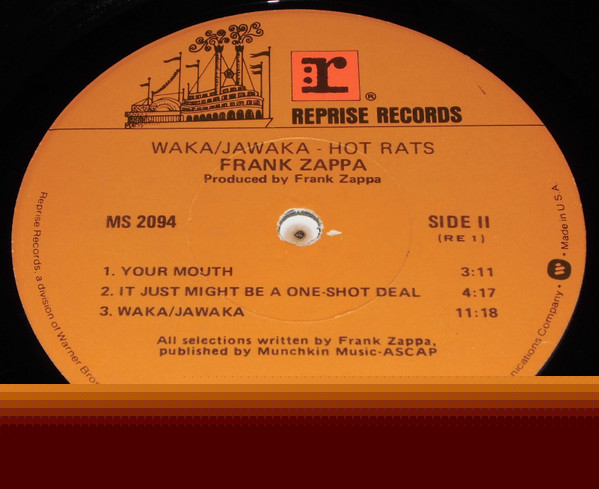 r ®
REPRISE RECORDS
WAKA/JAWAKA - HOT RATS
FRANK ZAPPA
Produced by Frank Zappa
MS 2094
SIDE II
(RE 1)
1. YOUR MOUTH 3:11
2. IT JUST MIGHT BE A ONE-SHOT DEAL 4:17
3. WAKA/JAWAKA 11:18
All selections written by Frank Zappa,
published by Munchkin Music-ASCAP
Reprise Records, a division of Warner Bros
nications Company • W • Made in U S A